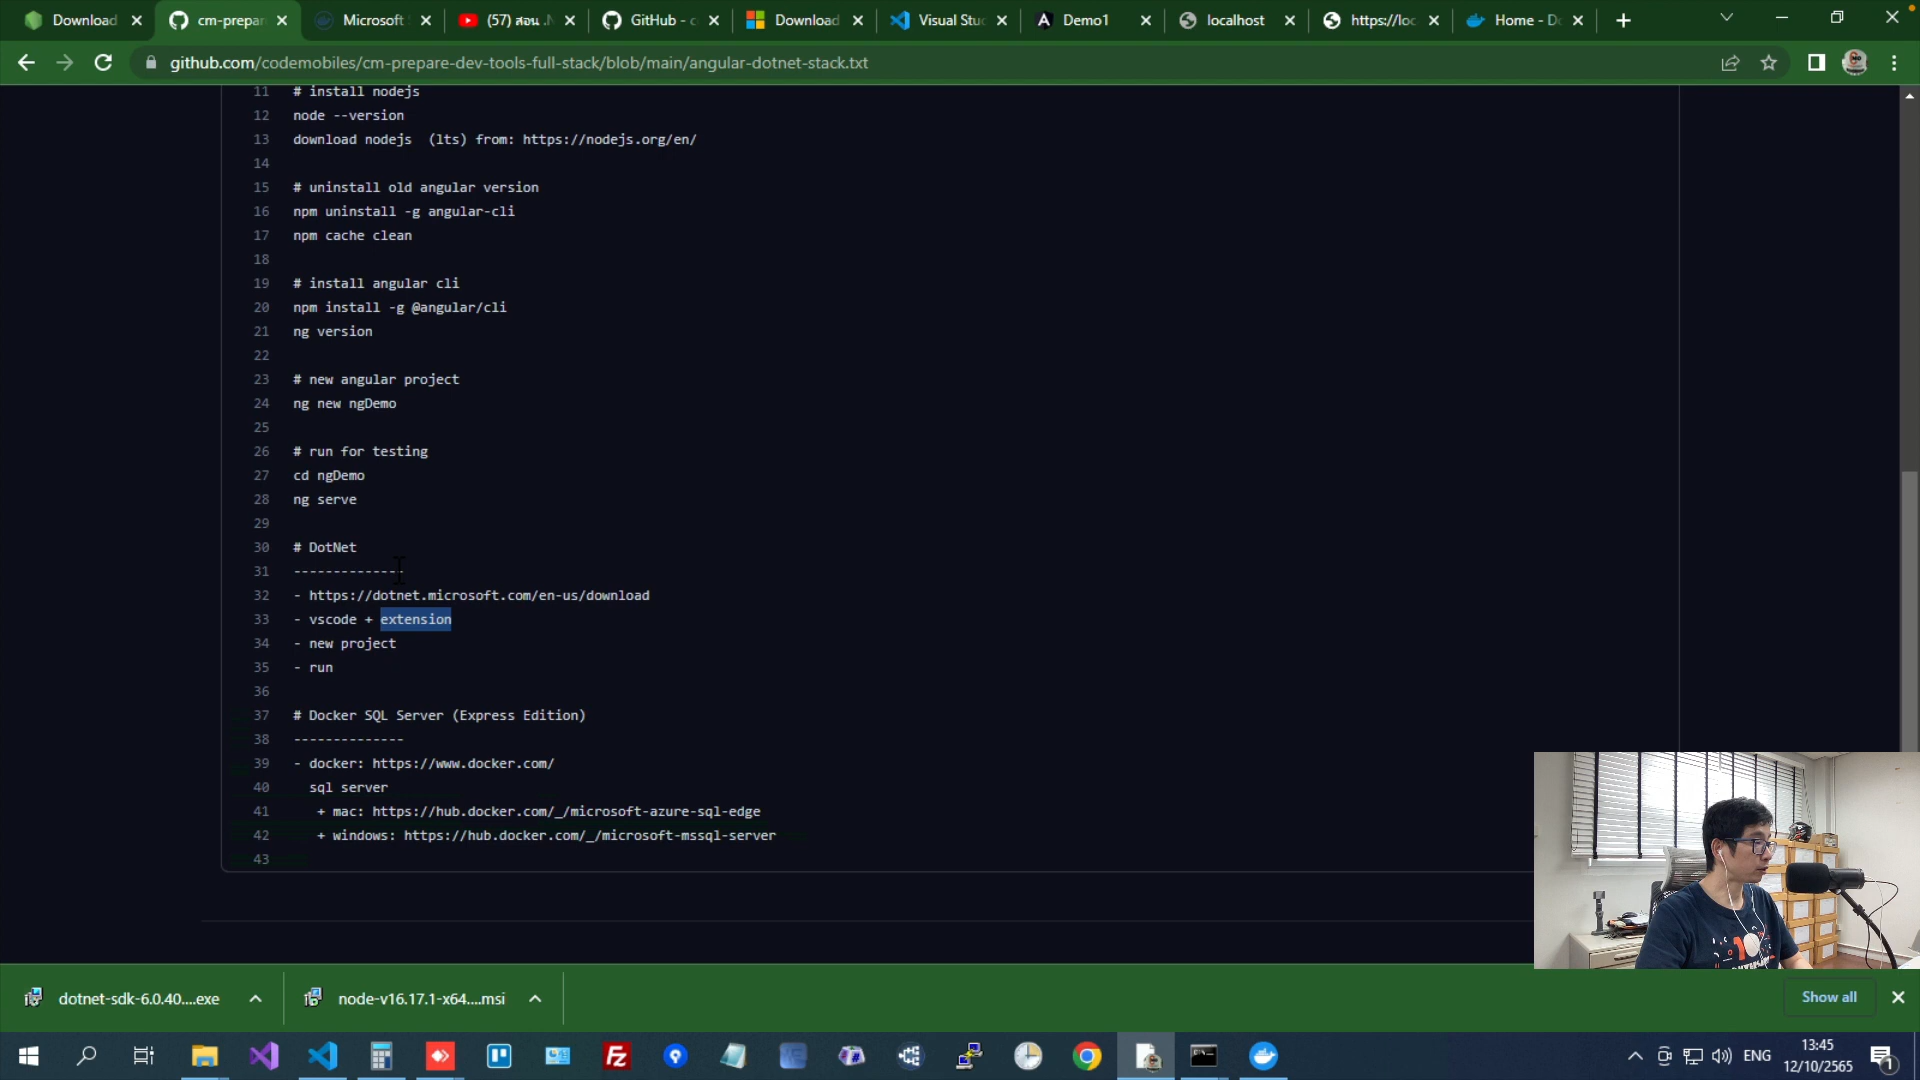 Download
cm-prepar
Microsoft
(57) สอน .N
GitHub - c
Download
Visual Stu
Demo1
localhost
https://loc
Home - Do
github.com/codemobiles/cm-prepare-dev-tools-full-stack/blob/main/angular-dotnet-stack.txt
11 # install nodejs
12 node --version
13 download nodejs (lts) from: https://nodejs.org/en/
14
15 # uninstall old angular version
16 npm uninstall -g angular-cli
17 npm cache clean
18
19 # install angular cli
20 npm install -g @angular/cli
21 ng version
22
23 # new angular project
24 ng new ngDemo
25
26 # run for testing
27 cd ngDemo
28 ng serve
29
30 # DotNet
31 --------------
32 - https://dotnet.microsoft.com/en-us/download
33 - vscode + extension
34 - new project
35 - run
36
37 # Docker SQL Server (Express Edition)
38 --------------
39 - docker: https://www.docker.com/
40 sql server
41 + mac: https://hub.docker.com/_/microsoft-azure-sql-edge
42 + windows: https://hub.docker.com/_/microsoft-mssql-server
43
dotnet-sdk-6.0.40....exe
node-v16.17.1-x64....msi
Show all
ENG
13:45
12/10/2565